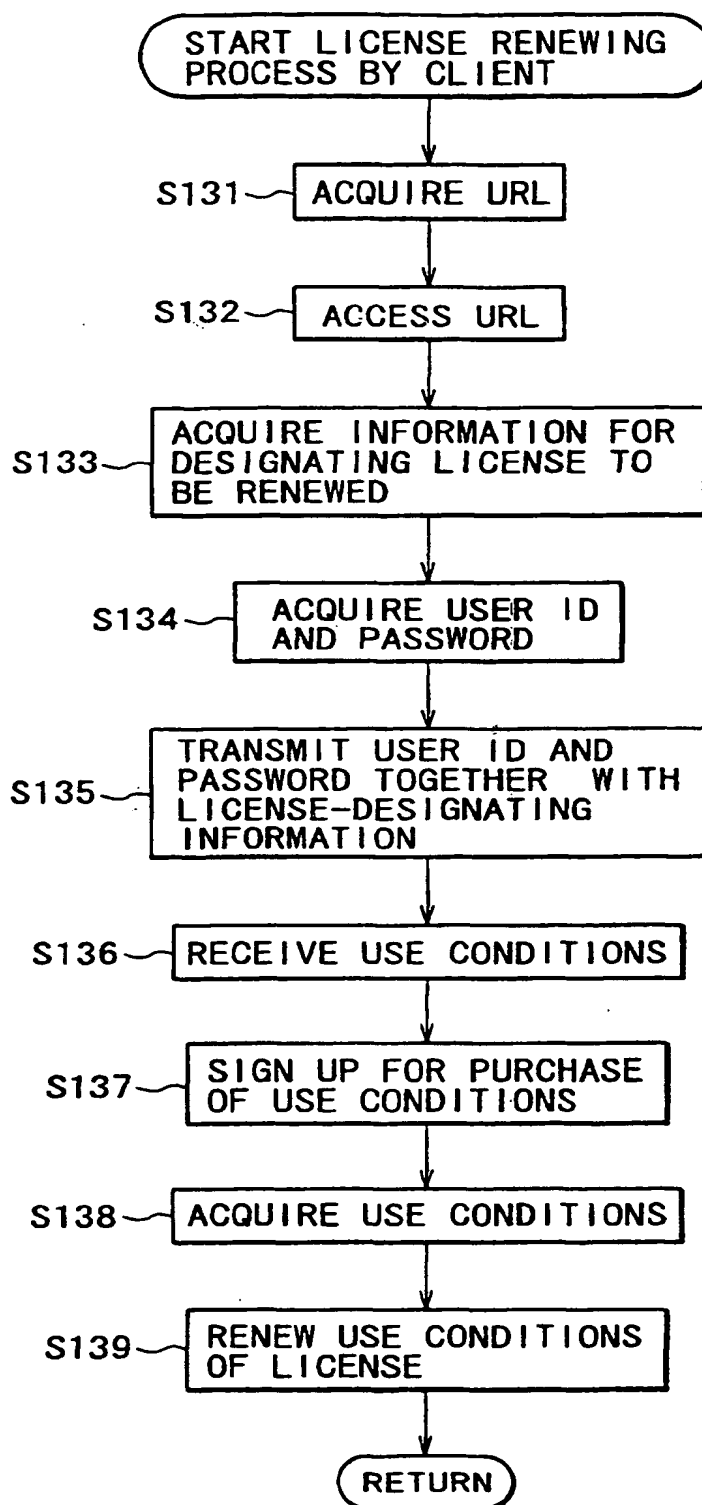 START LICENSE RENEWING
PROCESS BY CLIENT
S131
ACQUIRE URL
S132
ACCESS URL
S133
ACQUIRE INFORMATION FOR
DESIGNATING LICENSE TO
BE RENEWED
S134
ACQUIRE USER ID
AND PASSWORD
S135
TRANSMIT USER ID AND
PASSWORD TOGETHER WITH
LICENSE-DESIGNATING
INFORMATION
S136
RECEIVE USE CONDITIONS
S137
SIGN UP FOR PURCHASE
OF USE CONDITIONS
S138
ACQUIRE USE CONDITIONS
S139
RENEW USE CONDITIONS
OF LICENSE
RETURN